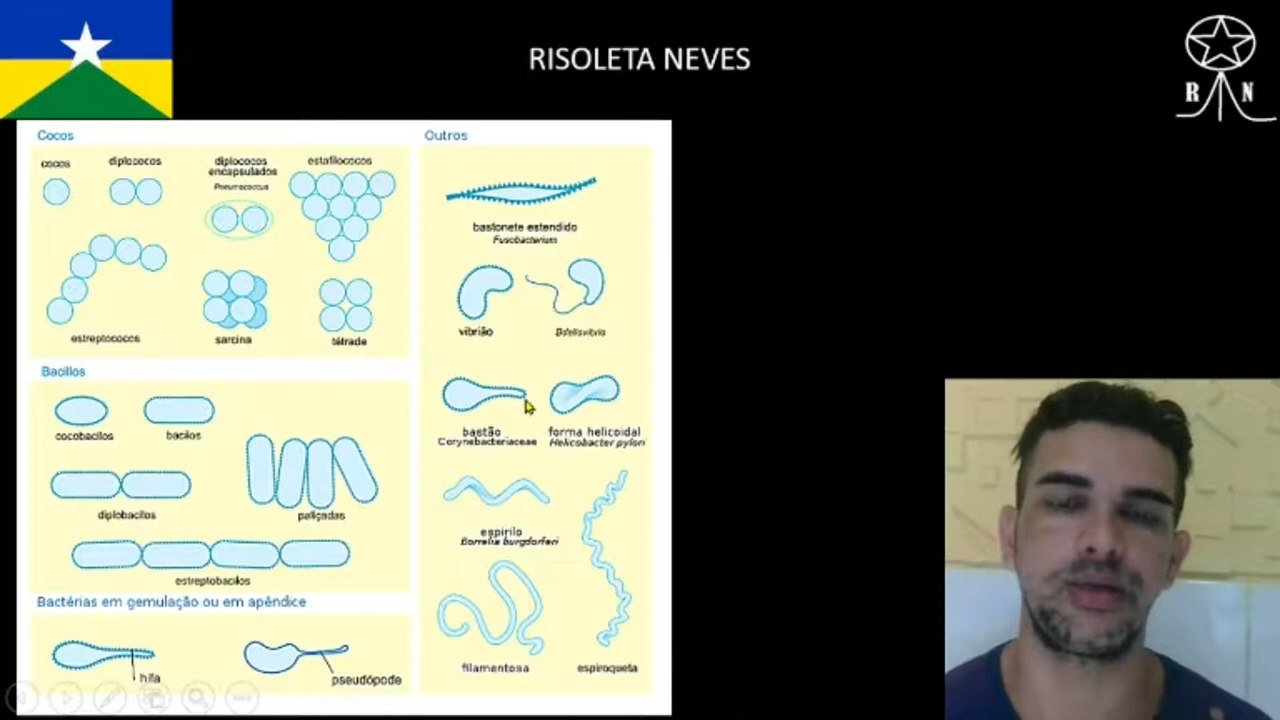 RISOLETA NEVES
R N
Cocos
cocos
diplococos
diplococos
encapsulados
Pneumococcus
estafilococos
estreptococos
sarcina
tétrade
Bacillos
cocobacilos
bacilos
diplobacilos
paliçadas
estreptobacilos
Bactérias em gemulação ou em apêndice
hifa
pseudópode
Outros
bastonete estendido
Fusobacterium
vibrião
Bdellovibrio
bastão
Corynebacteriaceae
forma helicoidal
Helicobacter pylori
espirilo
Borrelia burgdorferi
filamentosa
espiroqueta